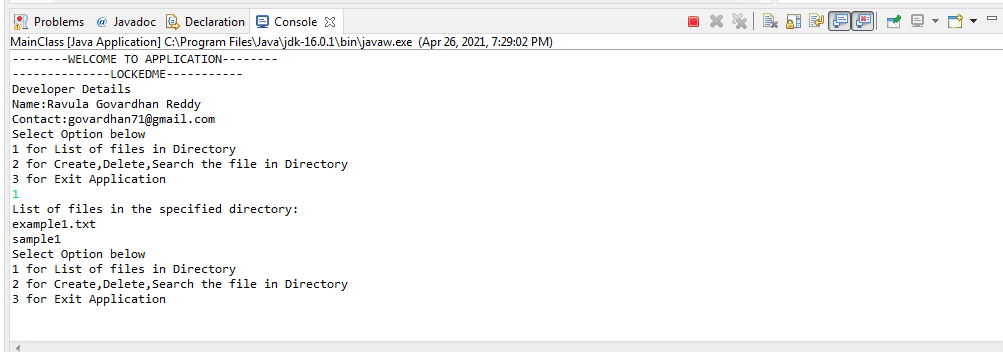 Problems @ Javadoc Declaration Console
MainClass [Java Application] C:\Program Files\Java\jdk-16.0.1\bin\javaw.exe (Apr 26, 2021, 7:29:02 PM)
--------WELCOME TO APPLICATION--------
--------------LOCKEDME-----------
Developer Details
Name:Ravula Govardhan Reddy
Contact:govardhan71@gmail.com
Select Option below
1 for List of files in Directory
2 for Create,Delete,Search the file in Directory
3 for Exit Application
1
List of files in the specified directory:
example1.txt
sample1
Select Option below
1 for List of files in Directory
2 for Create,Delete,Search the file in Directory
3 for Exit Application